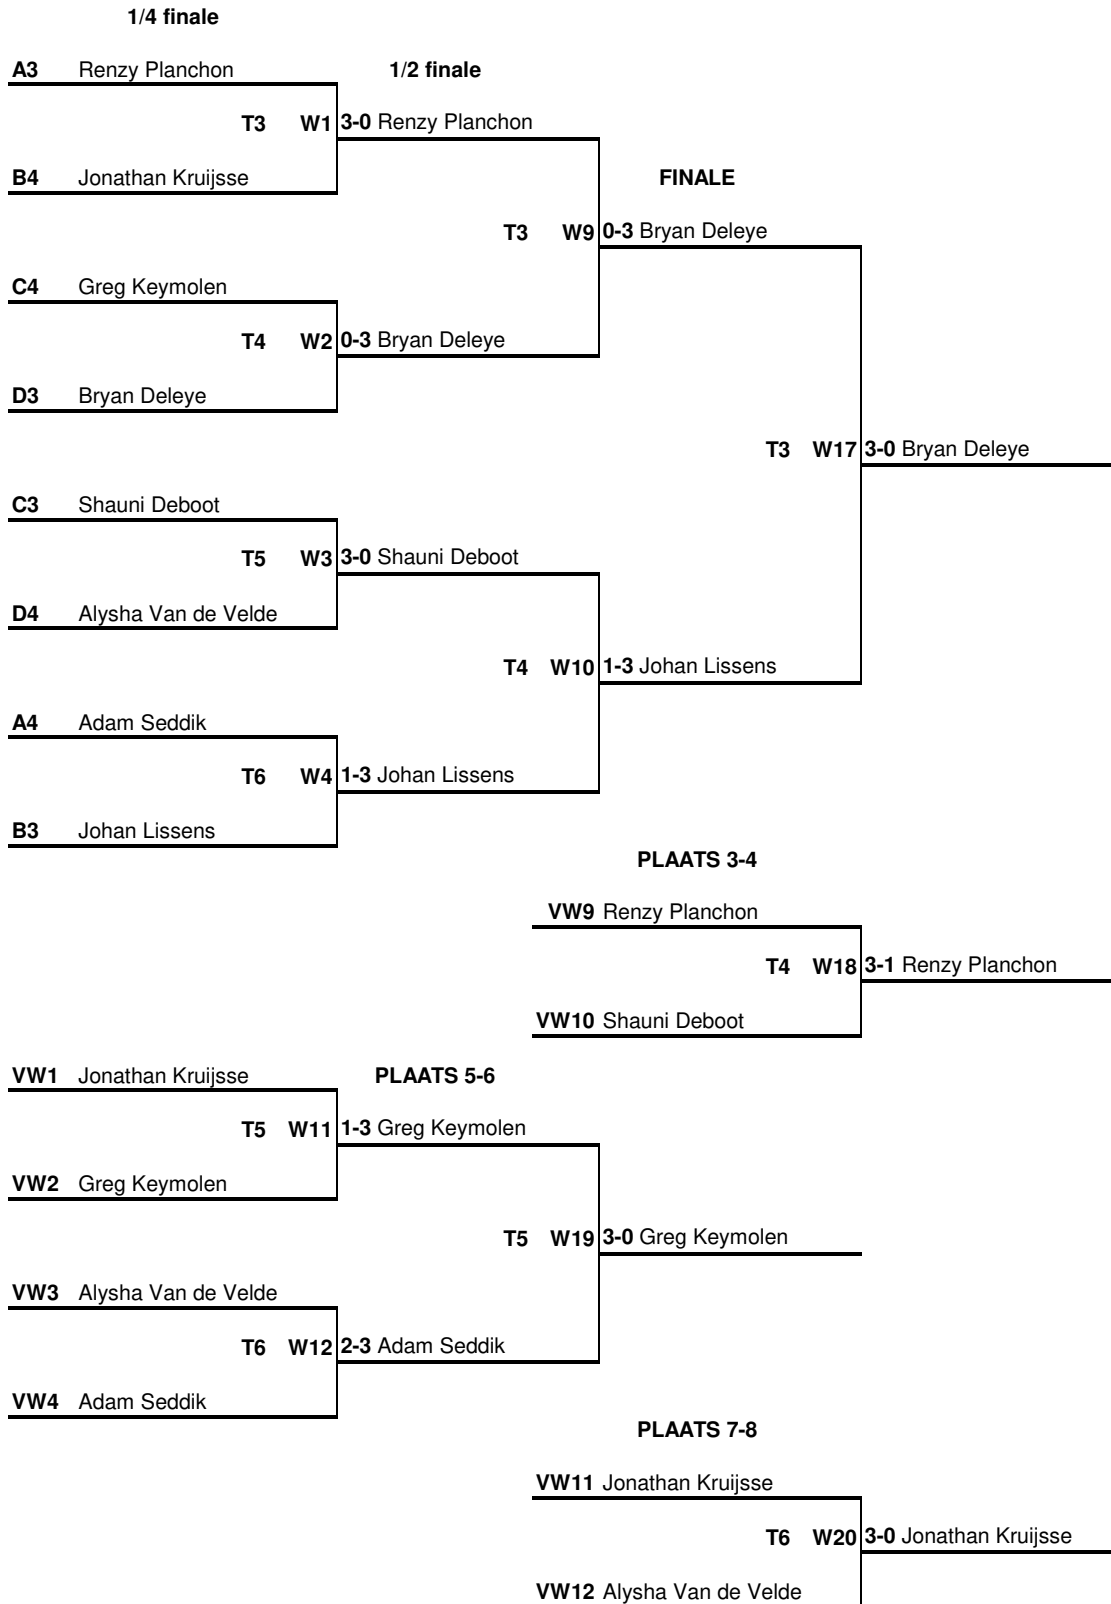 1/4 finale
A3 Renzy Planchon 1/2 finale
T3 W1 3-0 Renzy Planchon
B4 Jonathan Kruijsse FINALE
T3 W9 0-3 Bryan Deleye
C4 Greg Keymolen
T4 W2 0-3 Bryan Deleye
D3 Bryan Deleye
T3 W17 3-0 Bryan Deleye
C3 Shauni Deboot
T5 W3 3-0 Shauni Deboot
D4 Alysha Van de Velde
T4 W10 1-3 Johan Lissens
A4 Adam Seddik
T6 W4 1-3 Johan Lissens
B3 Johan Lissens
PLAATS 3-4
VW9 Renzy Planchon
T4 W18 3-1 Renzy Planchon
VW10 Shauni Deboot
VW1 Jonathan Kruijsse PLAATS 5-6
T5 W11 1-3 Greg Keymolen
VW2 Greg Keymolen
T5 W19 3-0 Greg Keymolen
VW3 Alysha Van de Velde
T6 W12 2-3 Adam Seddik
VW4 Adam Seddik
PLAATS 7-8
VW11 Jonathan Kruijsse
T6 W20 3-0 Jonathan Kruijsse
VW12 Alysha Van de Velde